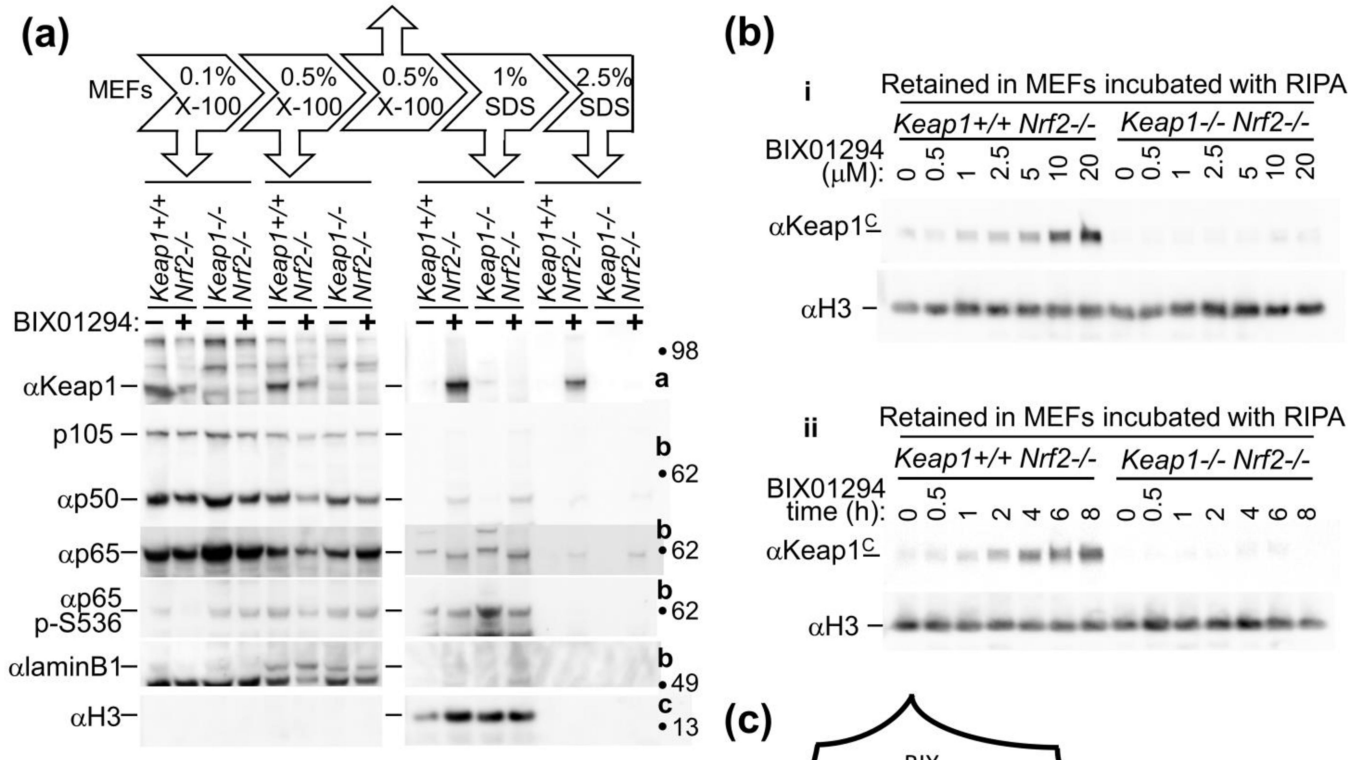 (a)
MEFs
0.1% X-100
0.5% X-100
0.5% X-100
1% SDS
2.5% SDS
Keap1+/+ Nrf2-/- Keap1-/- Nrf2-/- Keap1+/+ Nrf2-/- Keap1-/- Nrf2-/- Keap1+/+ Nrf2-/- Keap1-/- Nrf2-/- Keap1+/+ Nrf2-/- Keap1-/- Nrf2-/-
BIX01294: – + – + – + – + – + – + – + – +
•98
αKeap1– – a
p105– –
b
•62
αp50– –
b
αp65– – •62
b
αp65
p-S536– – •62
b
αlaminB1– –
•49
c
αH3– – •13
(b)
i
Retained in MEFs incubated with RIPA
Keap1+/+ Nrf2-/- Keap1-/- Nrf2-/-
BIX01294
(μM): 0 0.5 1 2.5 5 10 20 0 0.5 1 2.5 5 10 20
αKeap1C–
αH3 –
ii
Retained in MEFs incubated with RIPA
Keap1+/+ Nrf2-/- Keap1-/- Nrf2-/-
BIX01294
time (h): 0 0.5 1 2 4 6 8 0 0.5 1 2 4 6 8
αKeap1C–
αH3 –
(c)
BIX